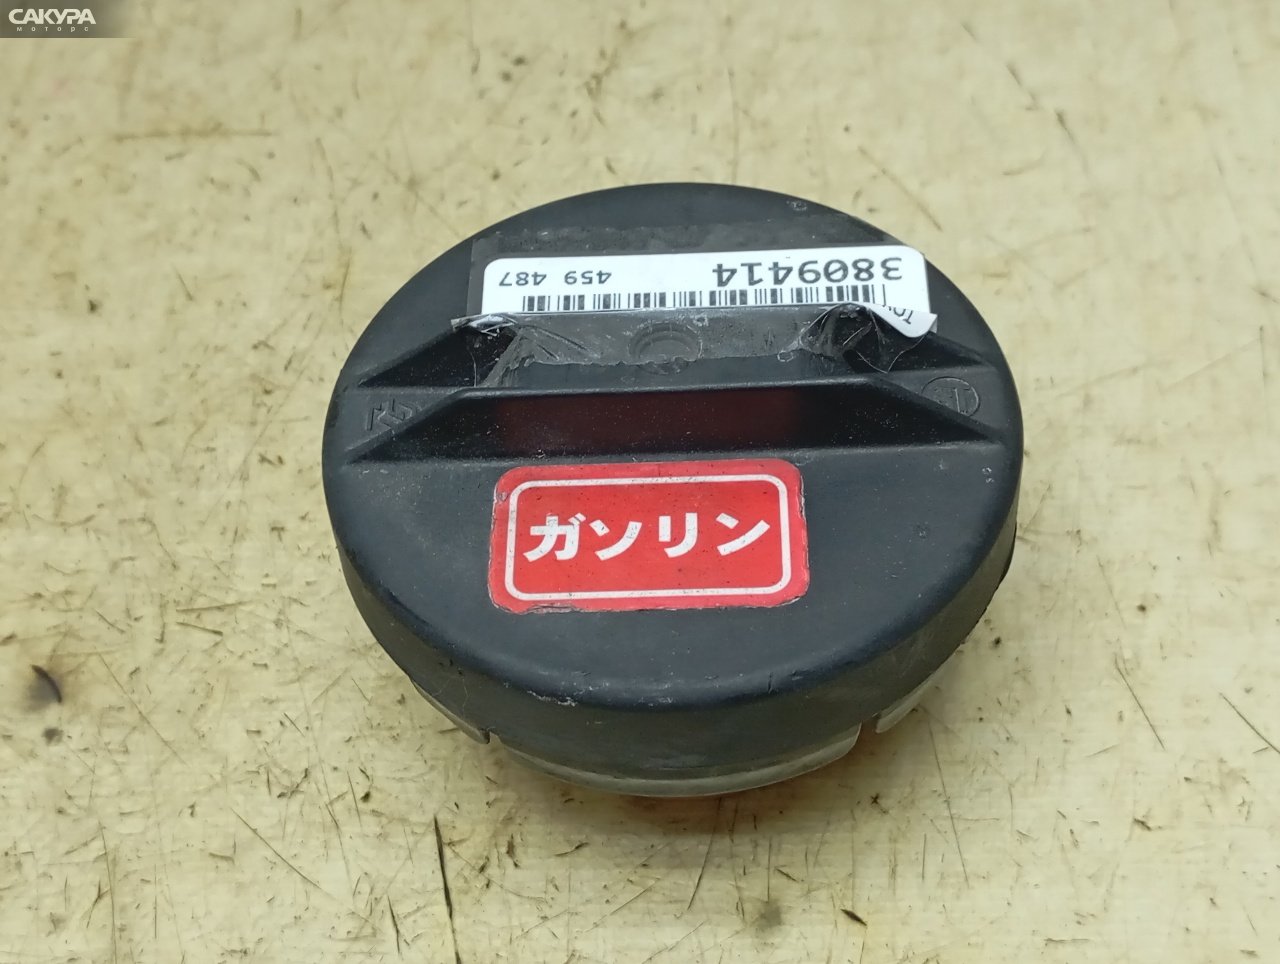 САКУРА
моторс
3809414
459 487
ガソリン